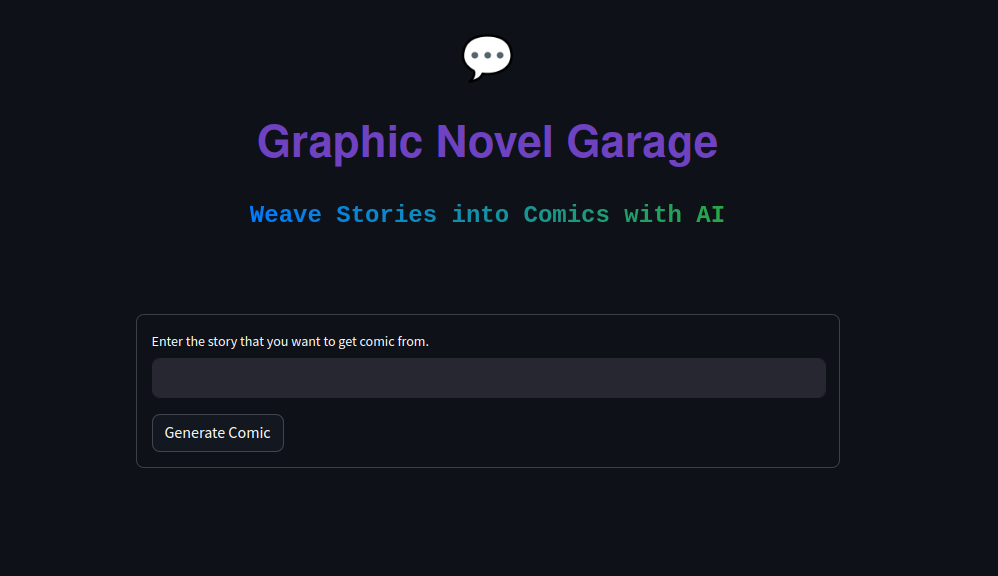 Graphic Novel Garage
Weave Stories into Comics with AI
Enter the story that you want to get comic from.
Generate Comic